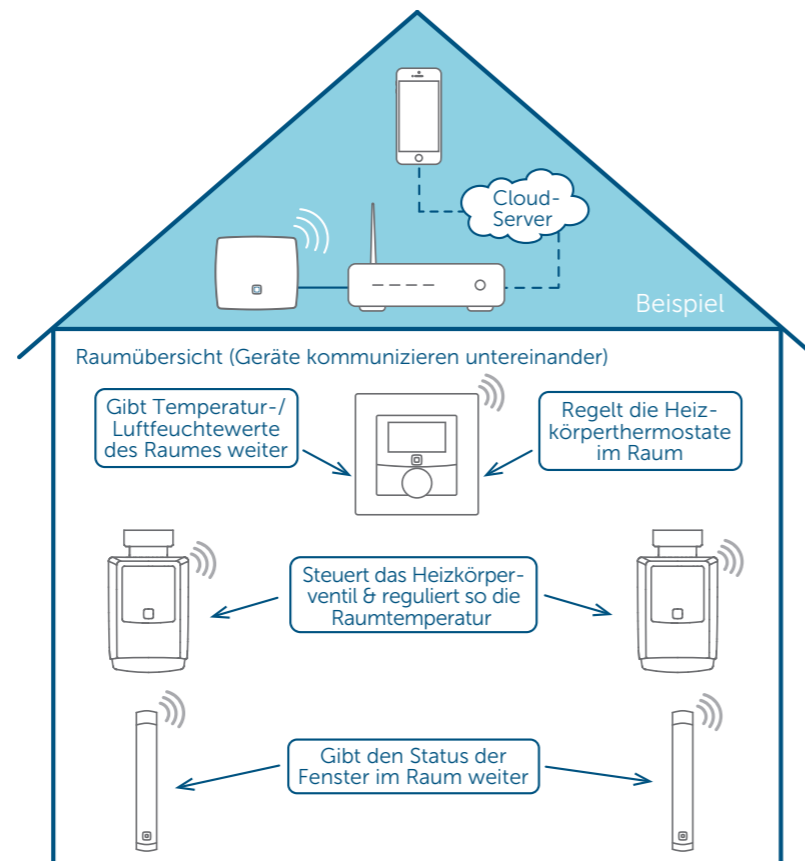 Cloud-
Server
Beispiel
Raumübersicht (Geräte kommunizieren untereinander)
Gibt Temperatur-/
Luftfeuchtewerte
des Raumes weiter
Regelt die Heiz-
körperthermostate
im Raum
Steuert das Heizkörper-
ventil & reguliert so die
Raumtemperatur
Gibt den Status der
Fenster im Raum weiter